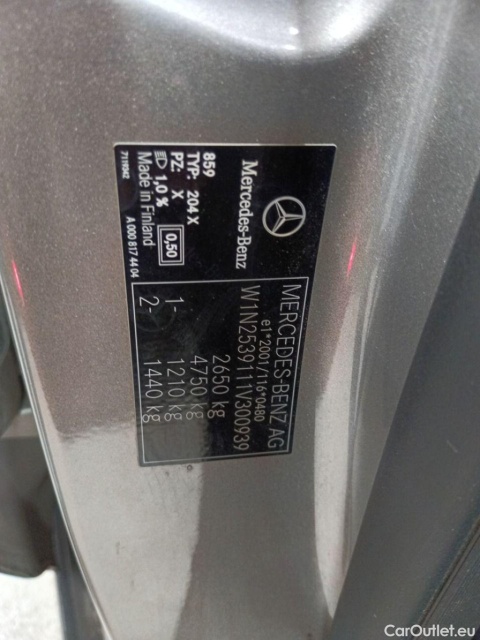 Mercedes-Benz
859
TYP: 204 X
PZ: X
1,0 %
0,50
Made in Finland
7119342
A 000 817 44 04
MERCEDES-BENZ AG
e1*2001/116*0480
W1N2539111V300939
2650 kg
4750 kg
1- 1210 kg
2- 1440 kg
CarOutlet.eu